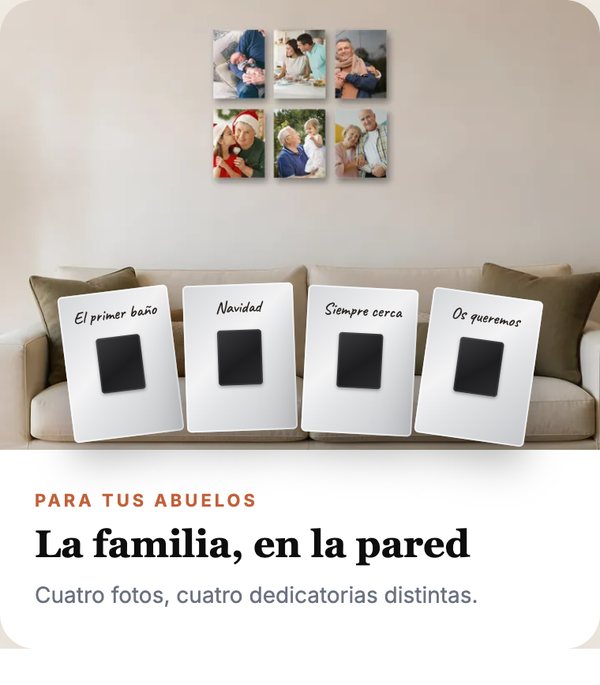 El primer baño
Navidad
Siempre cerca
Os queremos
PARA TUS ABUELOS
La familia, en la pared
Cuatro fotos, cuatro dedicatorias distintas.